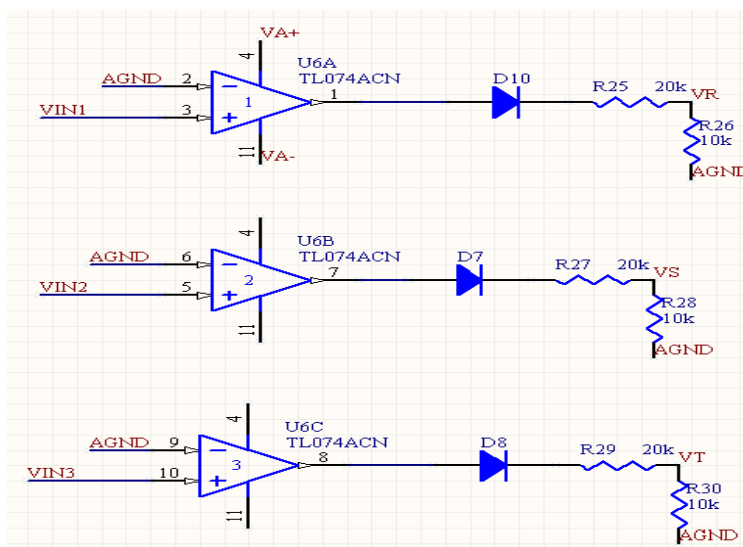 VA+
4
U6A
TL074ACN
AGND 2
1
1
VIN1 3
11
VA-
D10
R25 20k VR
R26
10k
AGND
4
U6B
TL074ACN
AGND 6
2
7
VIN2 5
11
D7
R27 20k VS
R28
10k
AGND
4
U6C
TL074ACN
AGND 9
3
8
VIN3 10
11
D8
R29 20k VT
R30
10k
AGND